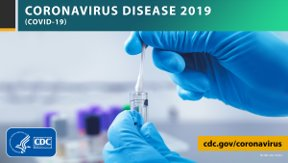 CORONAVIRUS DISEASE 2019
(COVID-19)
CDC
cdc.gov/coronavirus